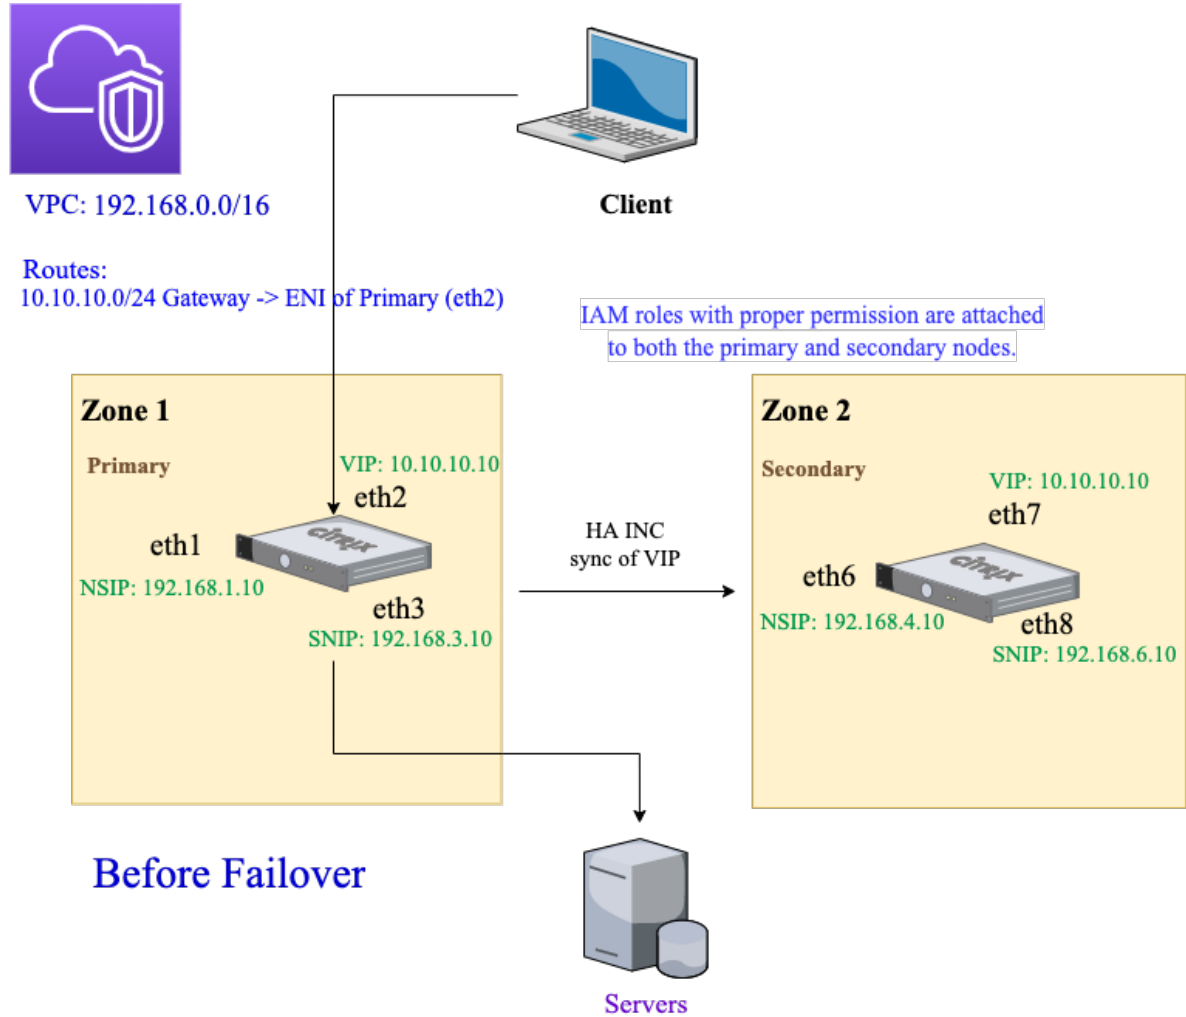 VPC: 192.168.0.0/16
Client
Routes:
10.10.10.0/24 Gateway -> ENI of Primary (eth2)
IAM roles with proper permission are attached
to both the primary and secondary nodes.
Zone 1
Primary
VIP: 10.10.10.10
eth2
CITRIX
eth1
NSIP: 192.168.1.10
eth3
SNIP: 192.168.3.10
HA INC
sync of VIP
Zone 2
Secondary
VIP: 10.10.10.10
eth7
CITRIX
eth6
NSIP: 192.168.4.10
eth8
SNIP: 192.168.6.10
Before Failover
Servers